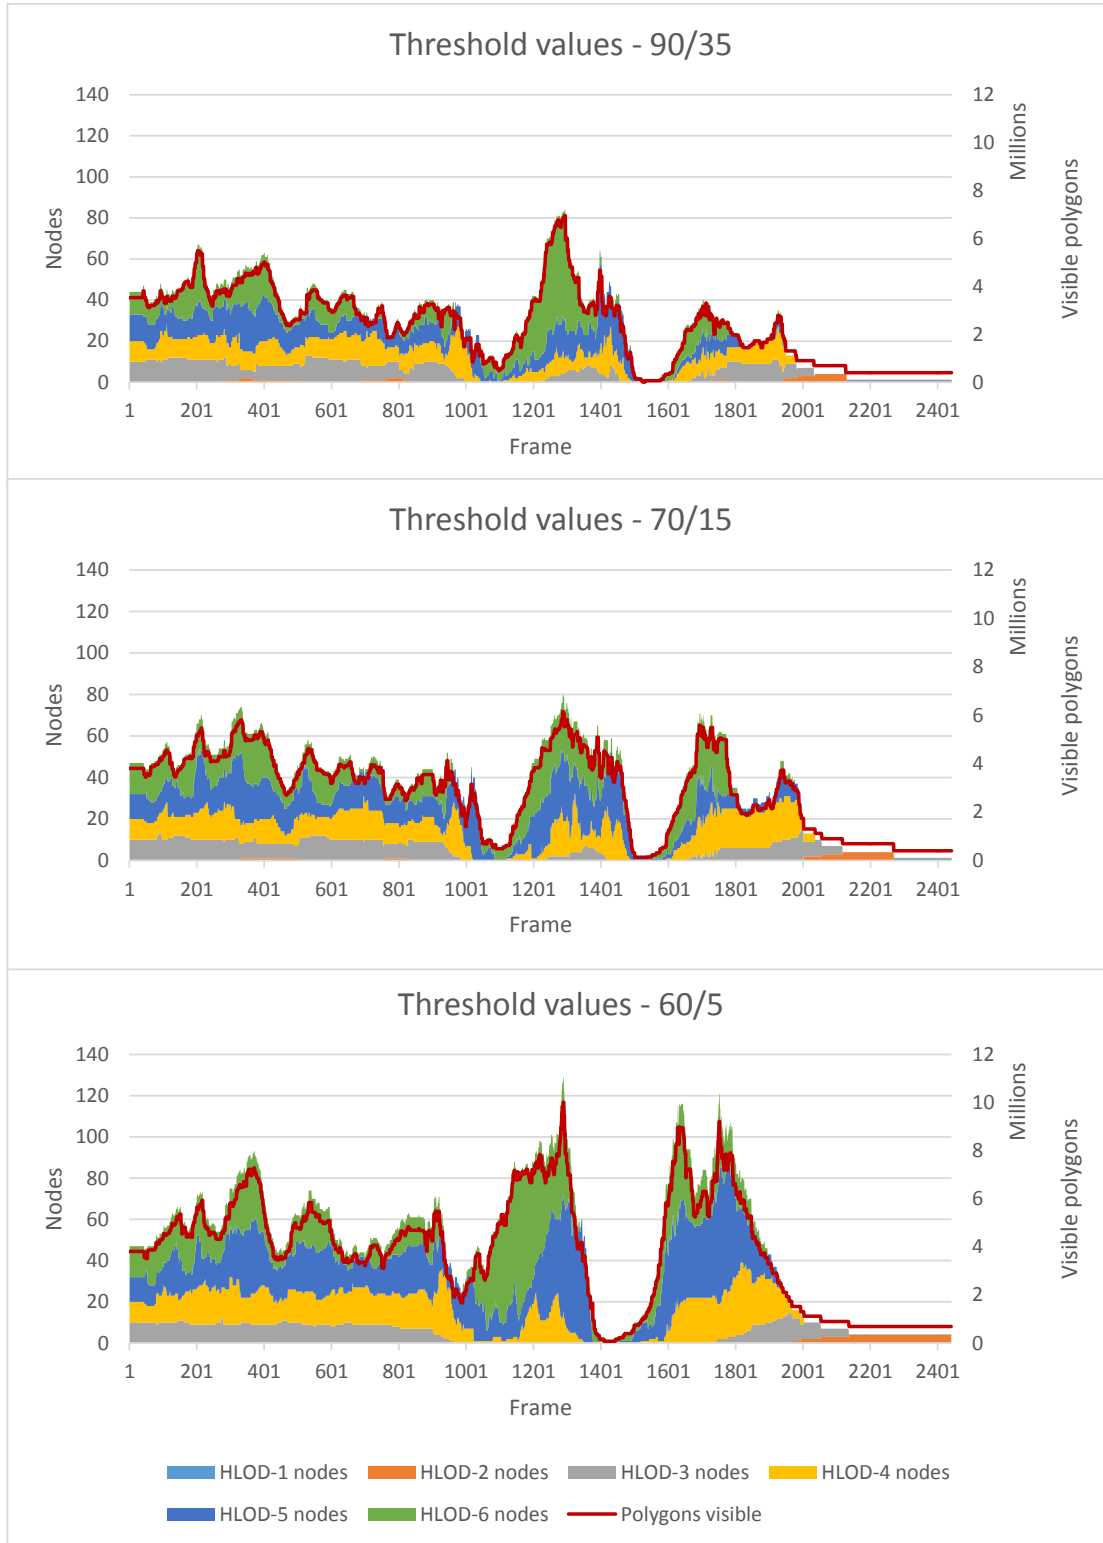 Threshold values - 90/35
140 12
120 10
100 8
80 6
60 4
40 2
20
0 0
Nodes
Millions
Visible polygons
1 201 401 601 801 1001 1201 1401 1601 1801 2001 2201 2401
Frame
Threshold values - 70/15
140 12
120 10
100 8
80 6
60 4
40 2
20
0 0
Nodes
Millions
Visible polygons
1 201 401 601 801 1001 1201 1401 1601 1801 2001 2201 2401
Frame
Threshold values - 60/5
140 12
120 10
100 8
80 6
60 4
40 2
20
0 0
Nodes
Millions
Visible polygons
1 201 401 601 801 1001 1201 1401 1601 1801 2001 2201 2401
Frame
HLOD-1 nodes HLOD-2 nodes HLOD-3 nodes HLOD-4 nodes
HLOD-5 nodes HLOD-6 nodes Polygons visible